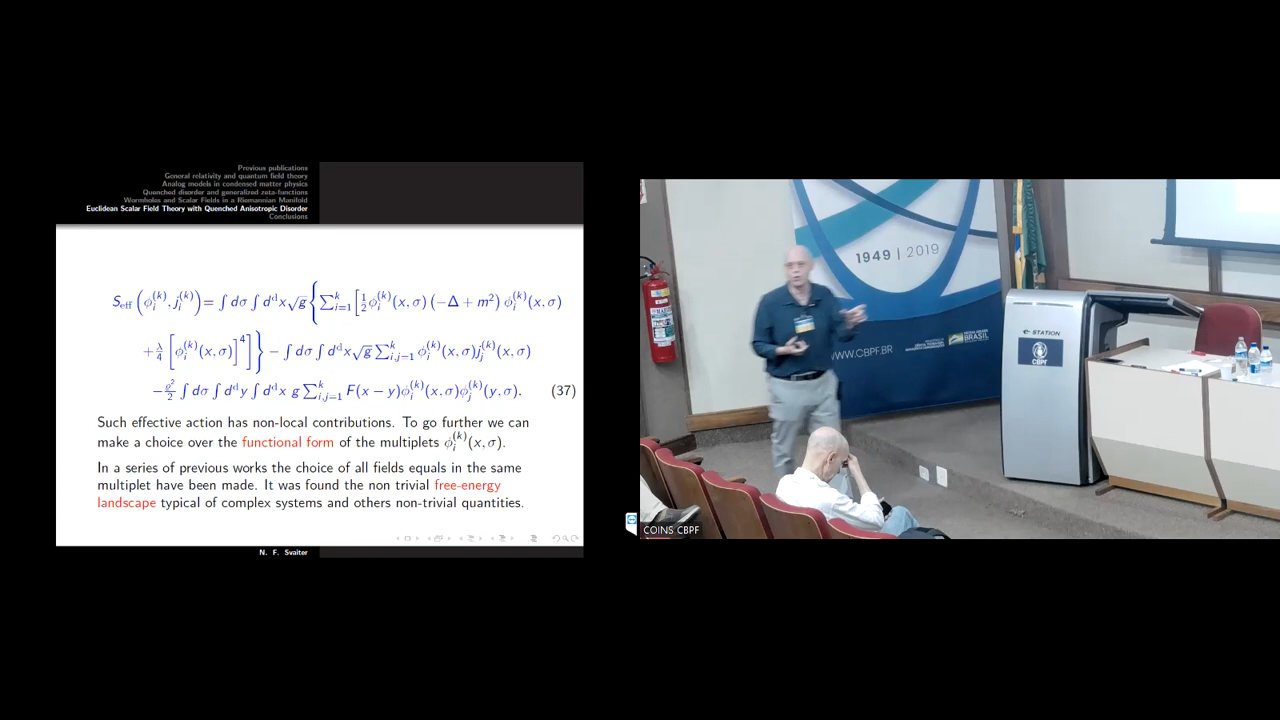 Previous publications
General relativity and quantum field theory
Analog models in condensed matter physics
Quenched disorder and generalized zeta-functions
Wormholes and Scalar Fields in a Riemannian Manifold
Euclidean Scalar Field Theory with Quenched Anisotropic Disorder
Conclusions
S_eff (φ_i^(k), j_i^(k)) = ∫ dσ ∫ d^d x √g { ∑_{i=1}^k [ ½ φ_i^(k)(x, σ) (−Δ + m²) φ_i^(k)(x, σ)
+ λ/4 [φ_i^(k)(x, σ)]^4 ] } − ∫ dσ ∫ d^d x √g ∑_{i,j=1}^k φ_i^(k)(x, σ) j_j^(k)(x, σ)
− ϱ²/2 ∫ dσ ∫ d^d y ∫ d^d x g ∑_{i,j=1}^k F(x − y) φ_i^(k)(x, σ) φ_j^(k)(y, σ). (37)
Such effective action has non-local contributions. To go further we can
make a choice over the functional form of the multiplets φ_i^(k)(x, σ).
In a series of previous works the choice of all fields equals in the same
multiplet have been made. It was found the non trivial free-energy
landscape typical of complex systems and others non-trivial quantities.
N. F. Svaiter
1949 | 2019
WWW.CBPF.BR
BRASIL
e-STATION
CBPF
COINS CBPF